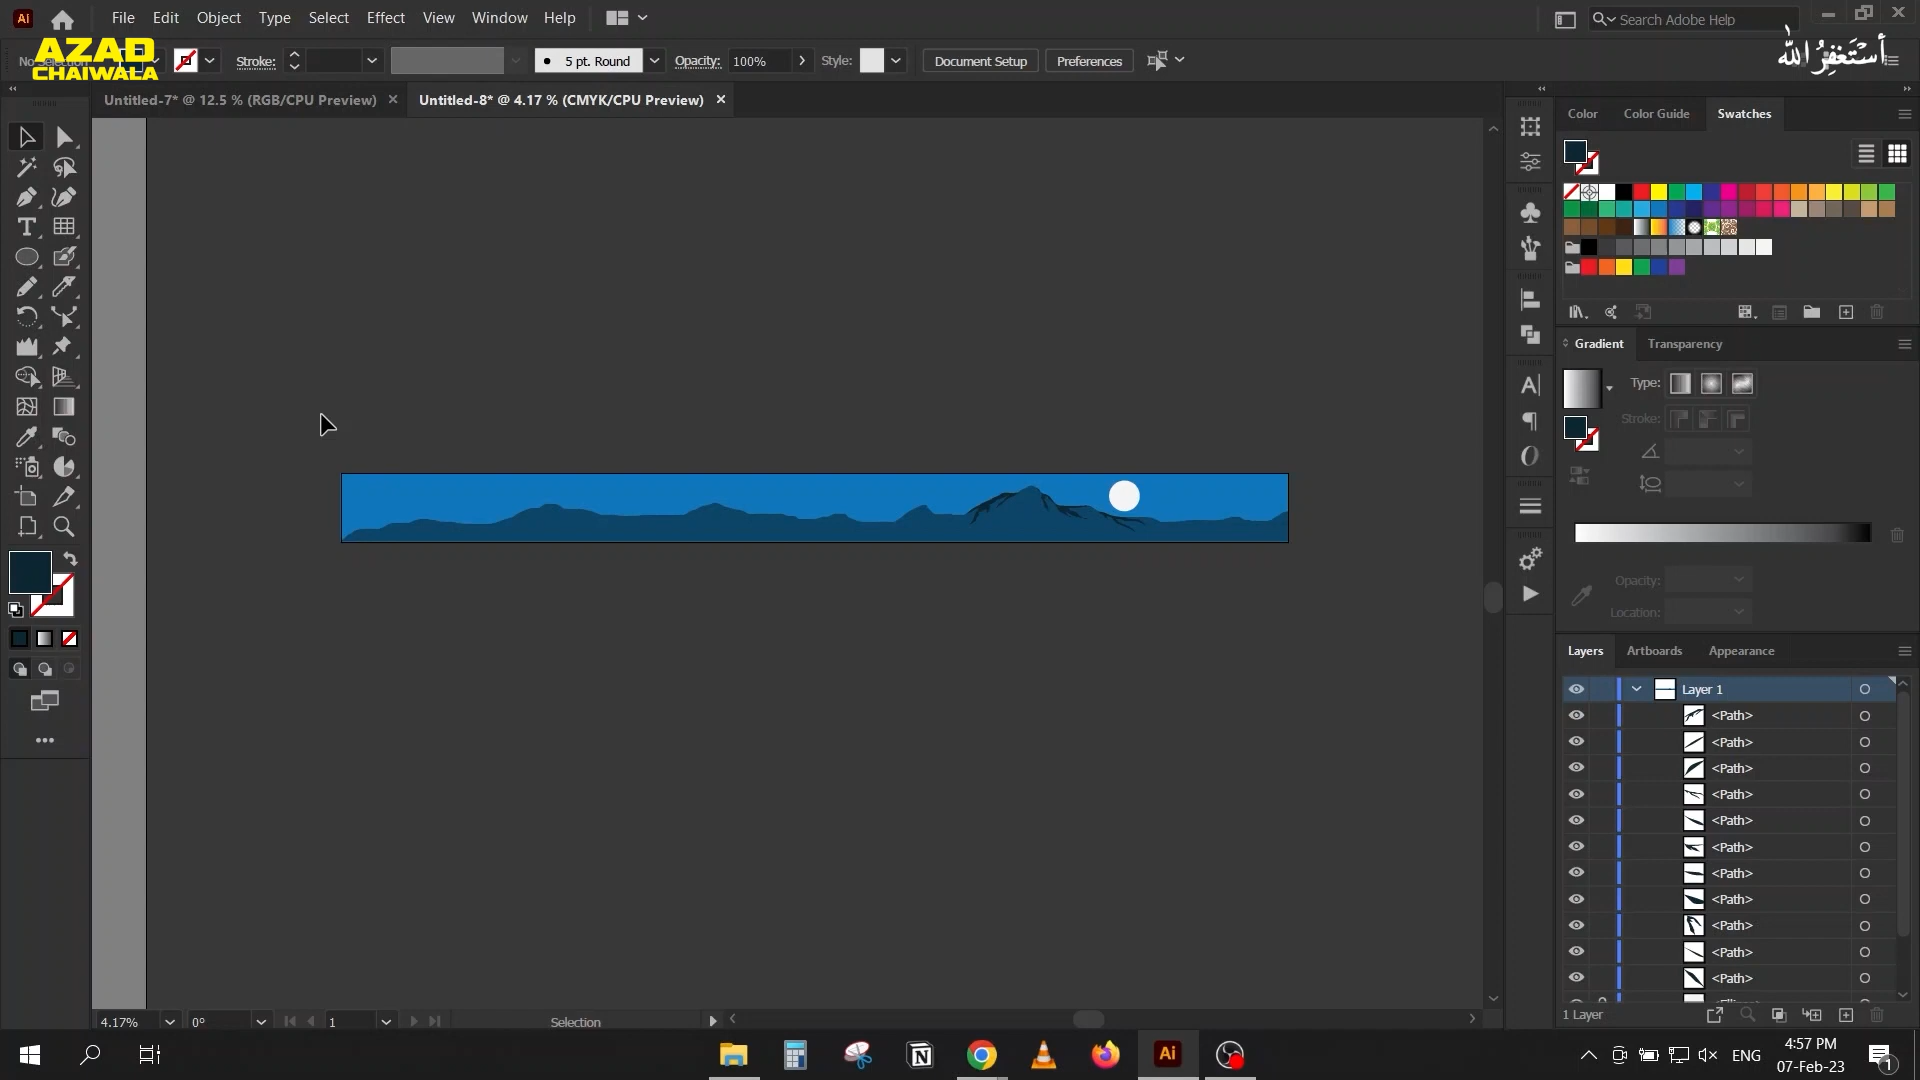 Ai File Edit Object Type Select Effect View Window Help Search Adobe Help
AZAD
CHAIWALA
Stroke: 5 pt. Round Opacity: 100% Style: Document Setup Preferences
أستغفر الله
Untitled-7* @ 12.5 % (RGB/CPU Preview) Untitled-8* @ 4.17 % (CMYK/CPU Preview)
Color Color Guide Swatches
Gradient Transparency
Type:
Stroke:
Opacity:
Location:
Layers Artboards Appearance
Layer 1
<Path>
<Path>
<Path>
<Path>
<Path>
<Path>
<Path>
<Path>
<Path>
<Path>
<Path>
1 Layer
4.17% 0° 1 Selection
Ai ENG
4:57 PM
07-Feb-23
1